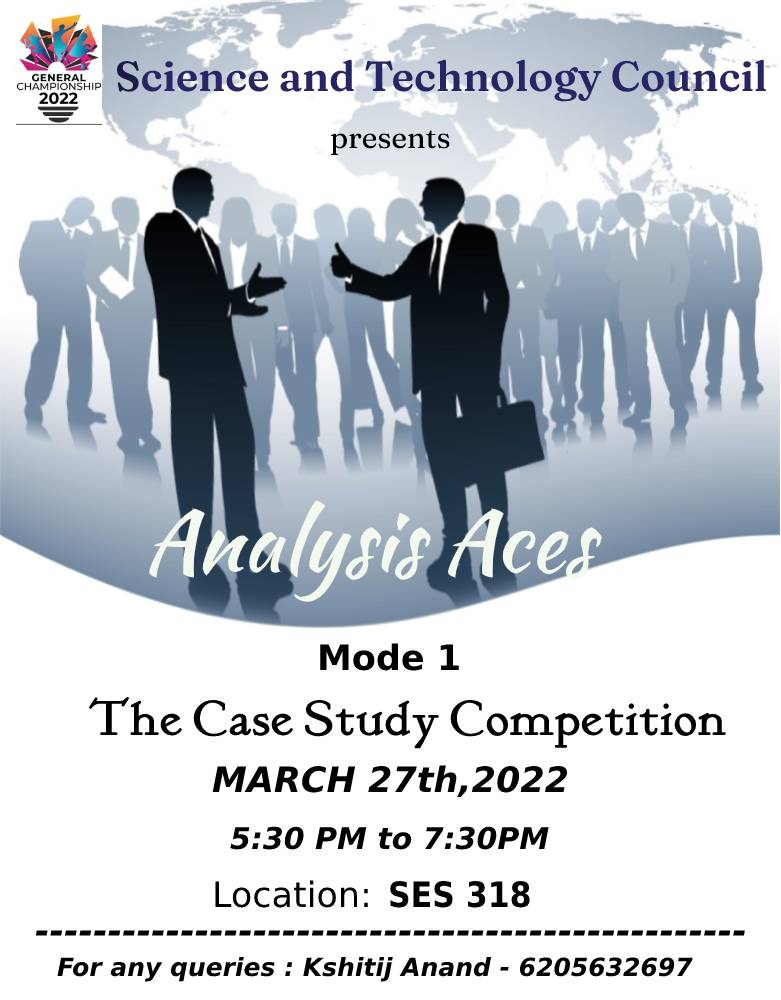 GENERAL
CHAMPIONSHIP
2022
Science and Technology Council
presents
Analysis Aces
Mode 1
The Case Study Competition
MARCH 27th,2022
5:30 PM to 7:30PM
Location: SES 318
--------------------------------------------------
For any queries : Kshitij Anand - 6205632697